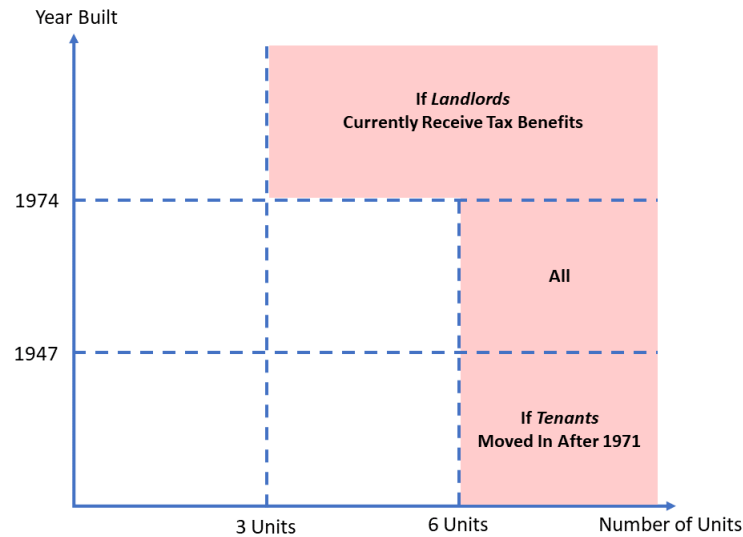 Year Built
If Landlords
Currently Receive Tax Benefits
1974
All
1947
If Tenants
Moved In After 1971
3 Units
6 Units
Number of Units